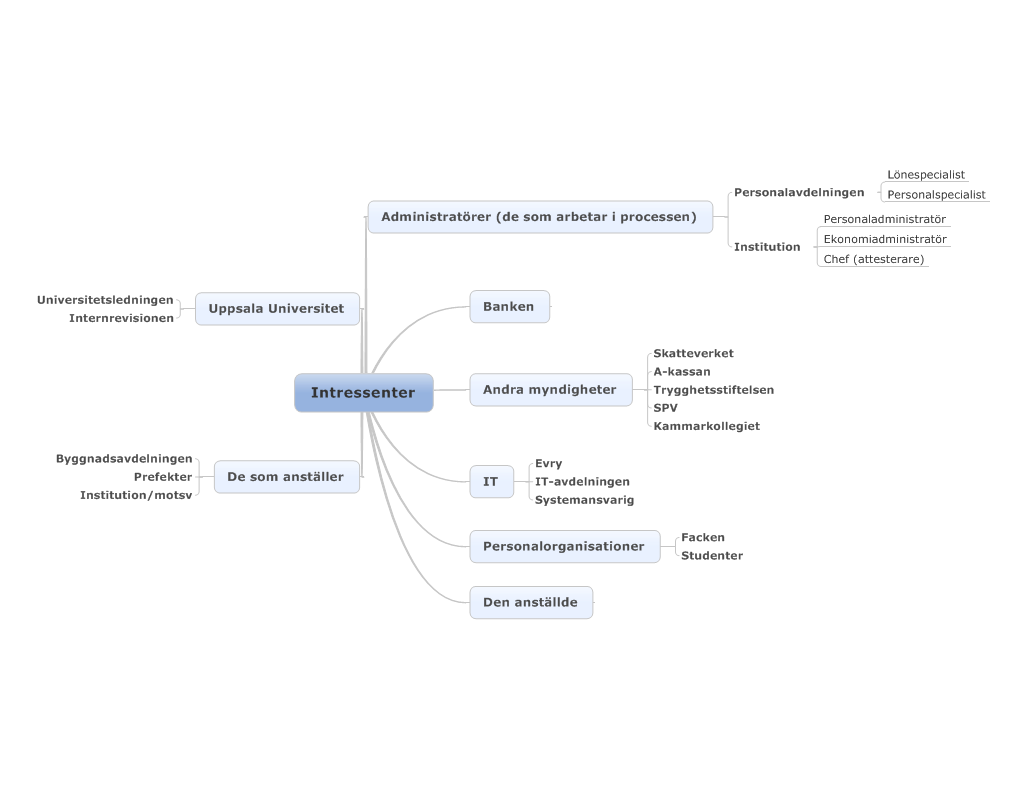 Intressenter
Administratörer (de som arbetar i processen)
Personalavdelningen
Lönespecialist
Personalspecialist
Institution
Personaladministratör
Ekonomiadministratör
Chef (attesterare)
Banken
Andra myndigheter
Skatteverket
A-kassan
Trygghetsstiftelsen
SPV
Kammarkollegiet
IT
Evry
IT-avdelningen
Systemansvarig
Personalorganisationer
Facken
Studenter
Den anställde
Uppsala Universitet
Universitetsledningen
Internrevisionen
De som anställer
Byggnadsavdelningen
Prefekter
Institution/motsv